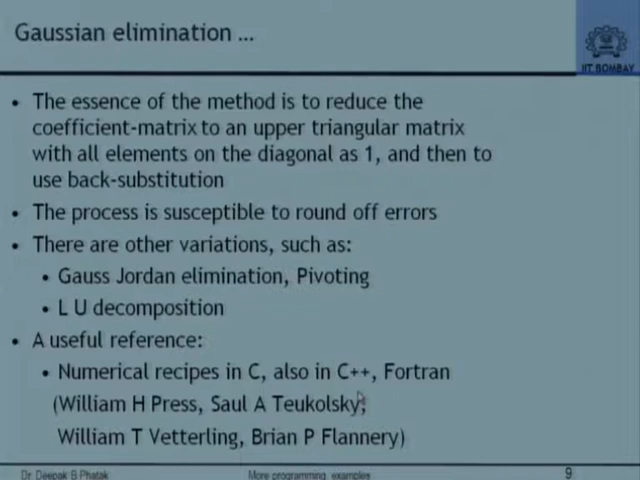 Gaussian elimination ...
IIT BOMBAY
• The essence of the method is to reduce the
coefficient-matrix to an upper triangular matrix
with all elements on the diagonal as 1, and then to
use back-substitution
• The process is susceptible to round off errors
• There are other variations, such as:
• Gauss Jordan elimination, Pivoting
• L U decomposition
• A useful reference:
• Numerical recipes in C, also in C++, Fortran
(William H Press, Saul A Teukolsky,
William T Vetterling, Brian P Flannery)
Dr. Deepak B Phatak More programming examples 9